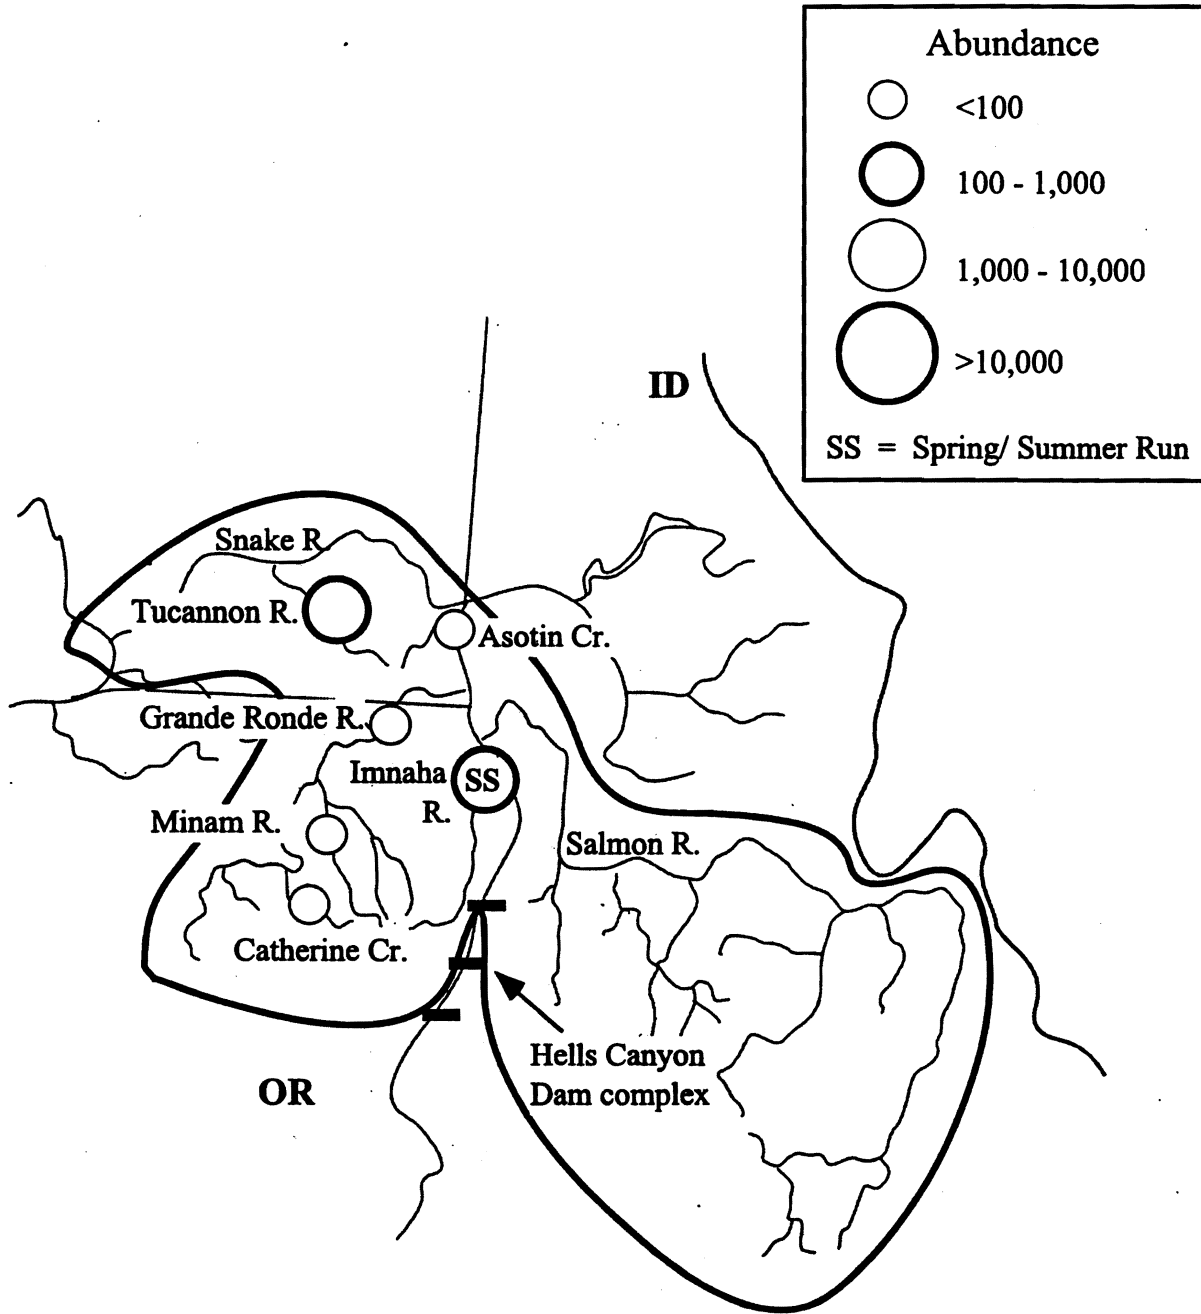 Abundance
<100
100 - 1,000
1,000 - 10,000
>10,000
SS = Spring/ Summer Run
ID
Snake R.
Tucannon R.
Asotin Cr.
Grande Ronde R.
Imnaha
R.
SS
Minam R.
Salmon R.
Catherine Cr.
Hells Canyon
Dam complex
OR